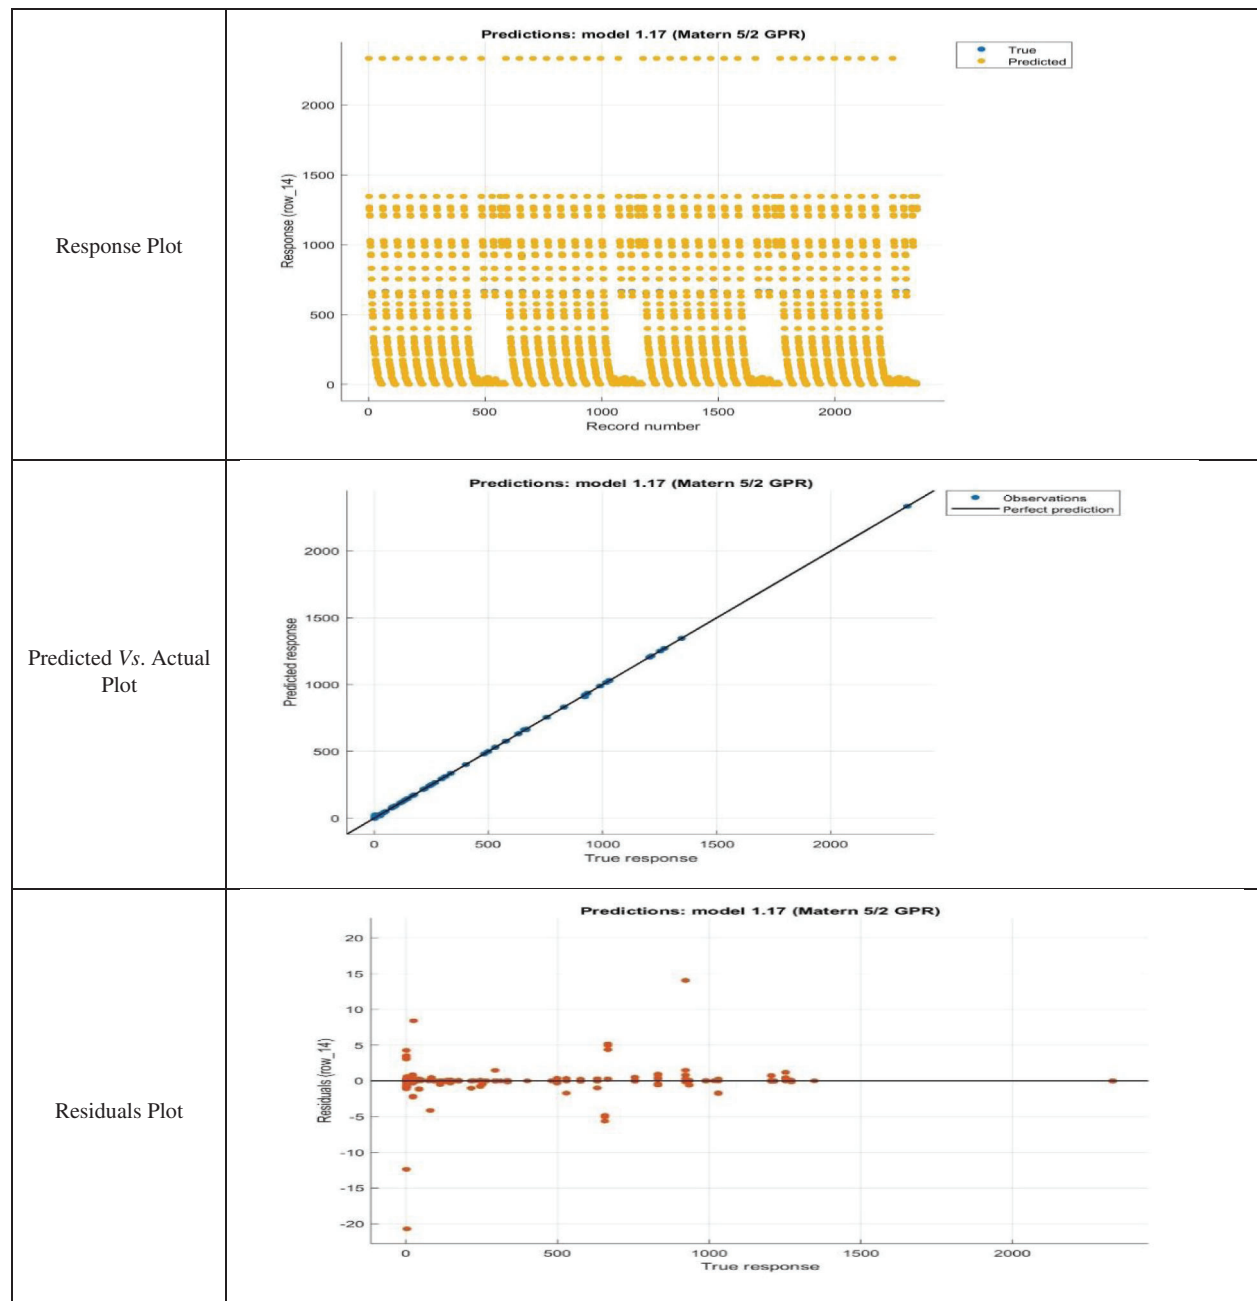 Response Plot
Predictions: model 1.17 (Matern 5/2 GPR)
True
Predicted
Response (row_14)
2000
1500
1000
500
0
0 500 1000 1500 2000
Record number
Predicted Vs. Actual
Plot
Predictions: model 1.17 (Matern 5/2 GPR)
Observations
Perfect prediction
Predicted response
2000
1500
1000
500
0
0 500 1000 1500 2000
True response
Residuals Plot
Predictions: model 1.17 (Matern 5/2 GPR)
Residuals (row_14)
20
15
10
5
0
-5
-10
-15
-20
0 500 1000 1500 2000
True response